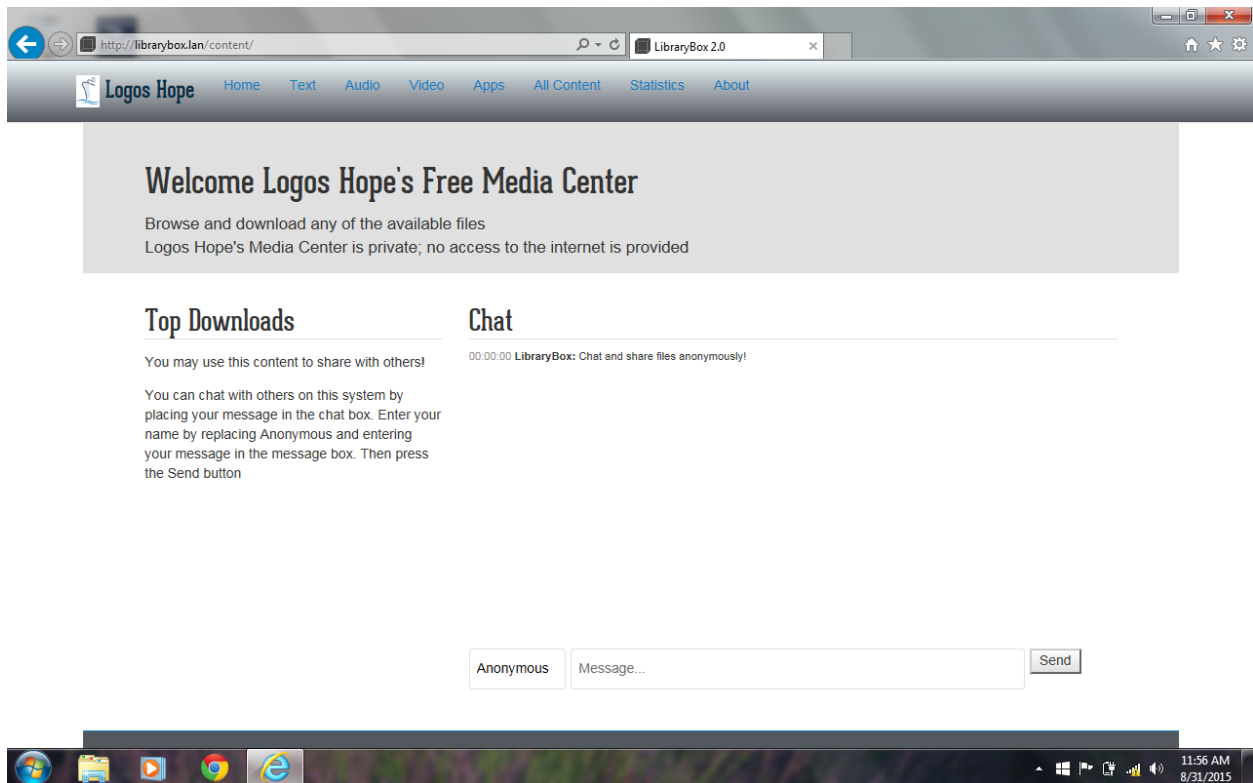 http://librarybox.lan/content/
LibraryBox 2.0
Logos Hope Home Text Audio Video Apps All Content Statistics About
Welcome Logos Hope's Free Media Center
Browse and download any of the available files
Logos Hope's Media Center is private; no access to the internet is provided
Top Downloads
You may use this content to share with others!
You can chat with others on this system by
placing your message in the chat box. Enter your
name by replacing Anonymous and entering
your message in the message box. Then press
the Send button
Chat
00:00:00 LibraryBox: Chat and share files anonymously!
Anonymous Message... Send
11:56 AM
8/31/2015